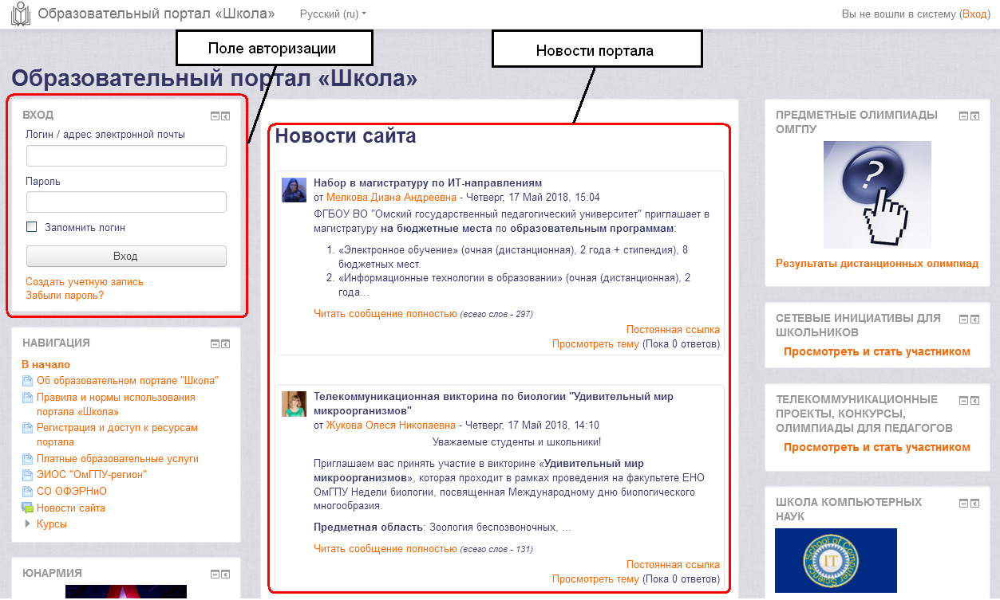 Образовательный портал «Школа»
Русский (ru)
Вы не вошли в систему (Вход)
Поле авторизации
Новости портала
Образовательный портал «Школа»
ВХОД
Логин / адрес электронной почты
Пароль
Запомнить логин
Вход
Создать учетную запись
Забыли пароль?
НАВИГАЦИЯ
В начало
Об образовательном портале "Школа"
Правила и нормы использования
портала «Школа»
Регистрация и доступ к ресурсам
портала
Платные образовательные услуги
ЭИОС "ОмГПУ-регион"
СО ОФЭРНиО
Новости сайта
Курсы
ЮНАРМИЯ
Новости сайта
Набор в магистратуру по ИТ-направлениям
от Мелкова Диана Андреевна - Четверг, 17 Май 2018, 15:04
ФГБОУ ВО "Омский государственный педагогический университет" приглашает в
магистратуру на бюджетные места по образовательным программам:
1. «Электронное обучение» (очная (дистанционная), 2 года + стипендия), 8
бюджетных мест.
2. «Информационные технологии в образовании» (очная (дистанционная), 2
года...
Читать сообщение полностью (всего слов - 297)
Постоянная ссылка
Просмотреть тему (Пока 0 ответов)
Телекоммуникационная викторина по биологии "Удивительный мир
микроорганизмов"
от Жукова Олеся Николаевна - Четверг, 17 Май 2018, 14:10
Уважаемые студенты и школьники!
Приглашаем вас принять участие в викторине «Удивительный мир
микроорганизмов», которая проходит в рамках проведения на факультете ЕНО
ОмГПУ Недели биологии, посвященная Международному дню биологического
многообразия.
Предметная область: Зоология беспозвоночных, ...
Читать сообщение полностью (всего слов - 131)
Постоянная ссылка
Просмотреть тему (Пока 0 ответов)
ПРЕДМЕТНЫЕ ОЛИМПИАДЫ
ОМГПУ
?
Результаты дистанционных олимпиад
СЕТЕВЫЕ ИНИЦИАТИВЫ ДЛЯ
ШКОЛЬНИКОВ
Просмотреть и стать участником
ТЕЛЕКОММУНИКАЦИОННЫЕ
ПРОЕКТЫ, КОНКУРСЫ,
ОЛИМПИАДЫ ДЛЯ ПЕДАГОГОВ
Просмотреть и стать участником
ШКОЛА КОМПЬЮТЕРНЫХ
НАУК
School of Computer Science
IT